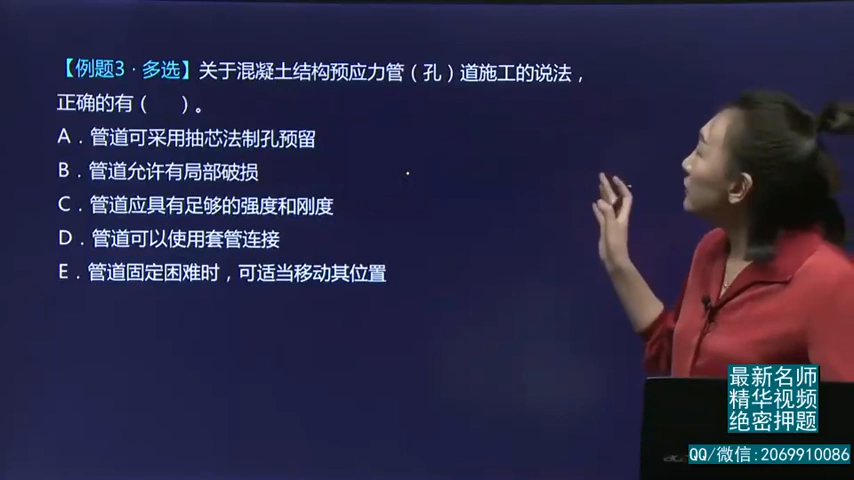 【例题3·多选】关于混凝土结构预应力管（孔）道施工的说法，
正确的有（ ）。
A．管道可采用抽芯法制孔预留
B．管道允许有局部破损
C．管道应具有足够的强度和刚度
D．管道可以使用套管连接
E．管道固定困难时，可适当移动其位置
最新名师
精华视频
绝密押题
QQ/微信:2069910086